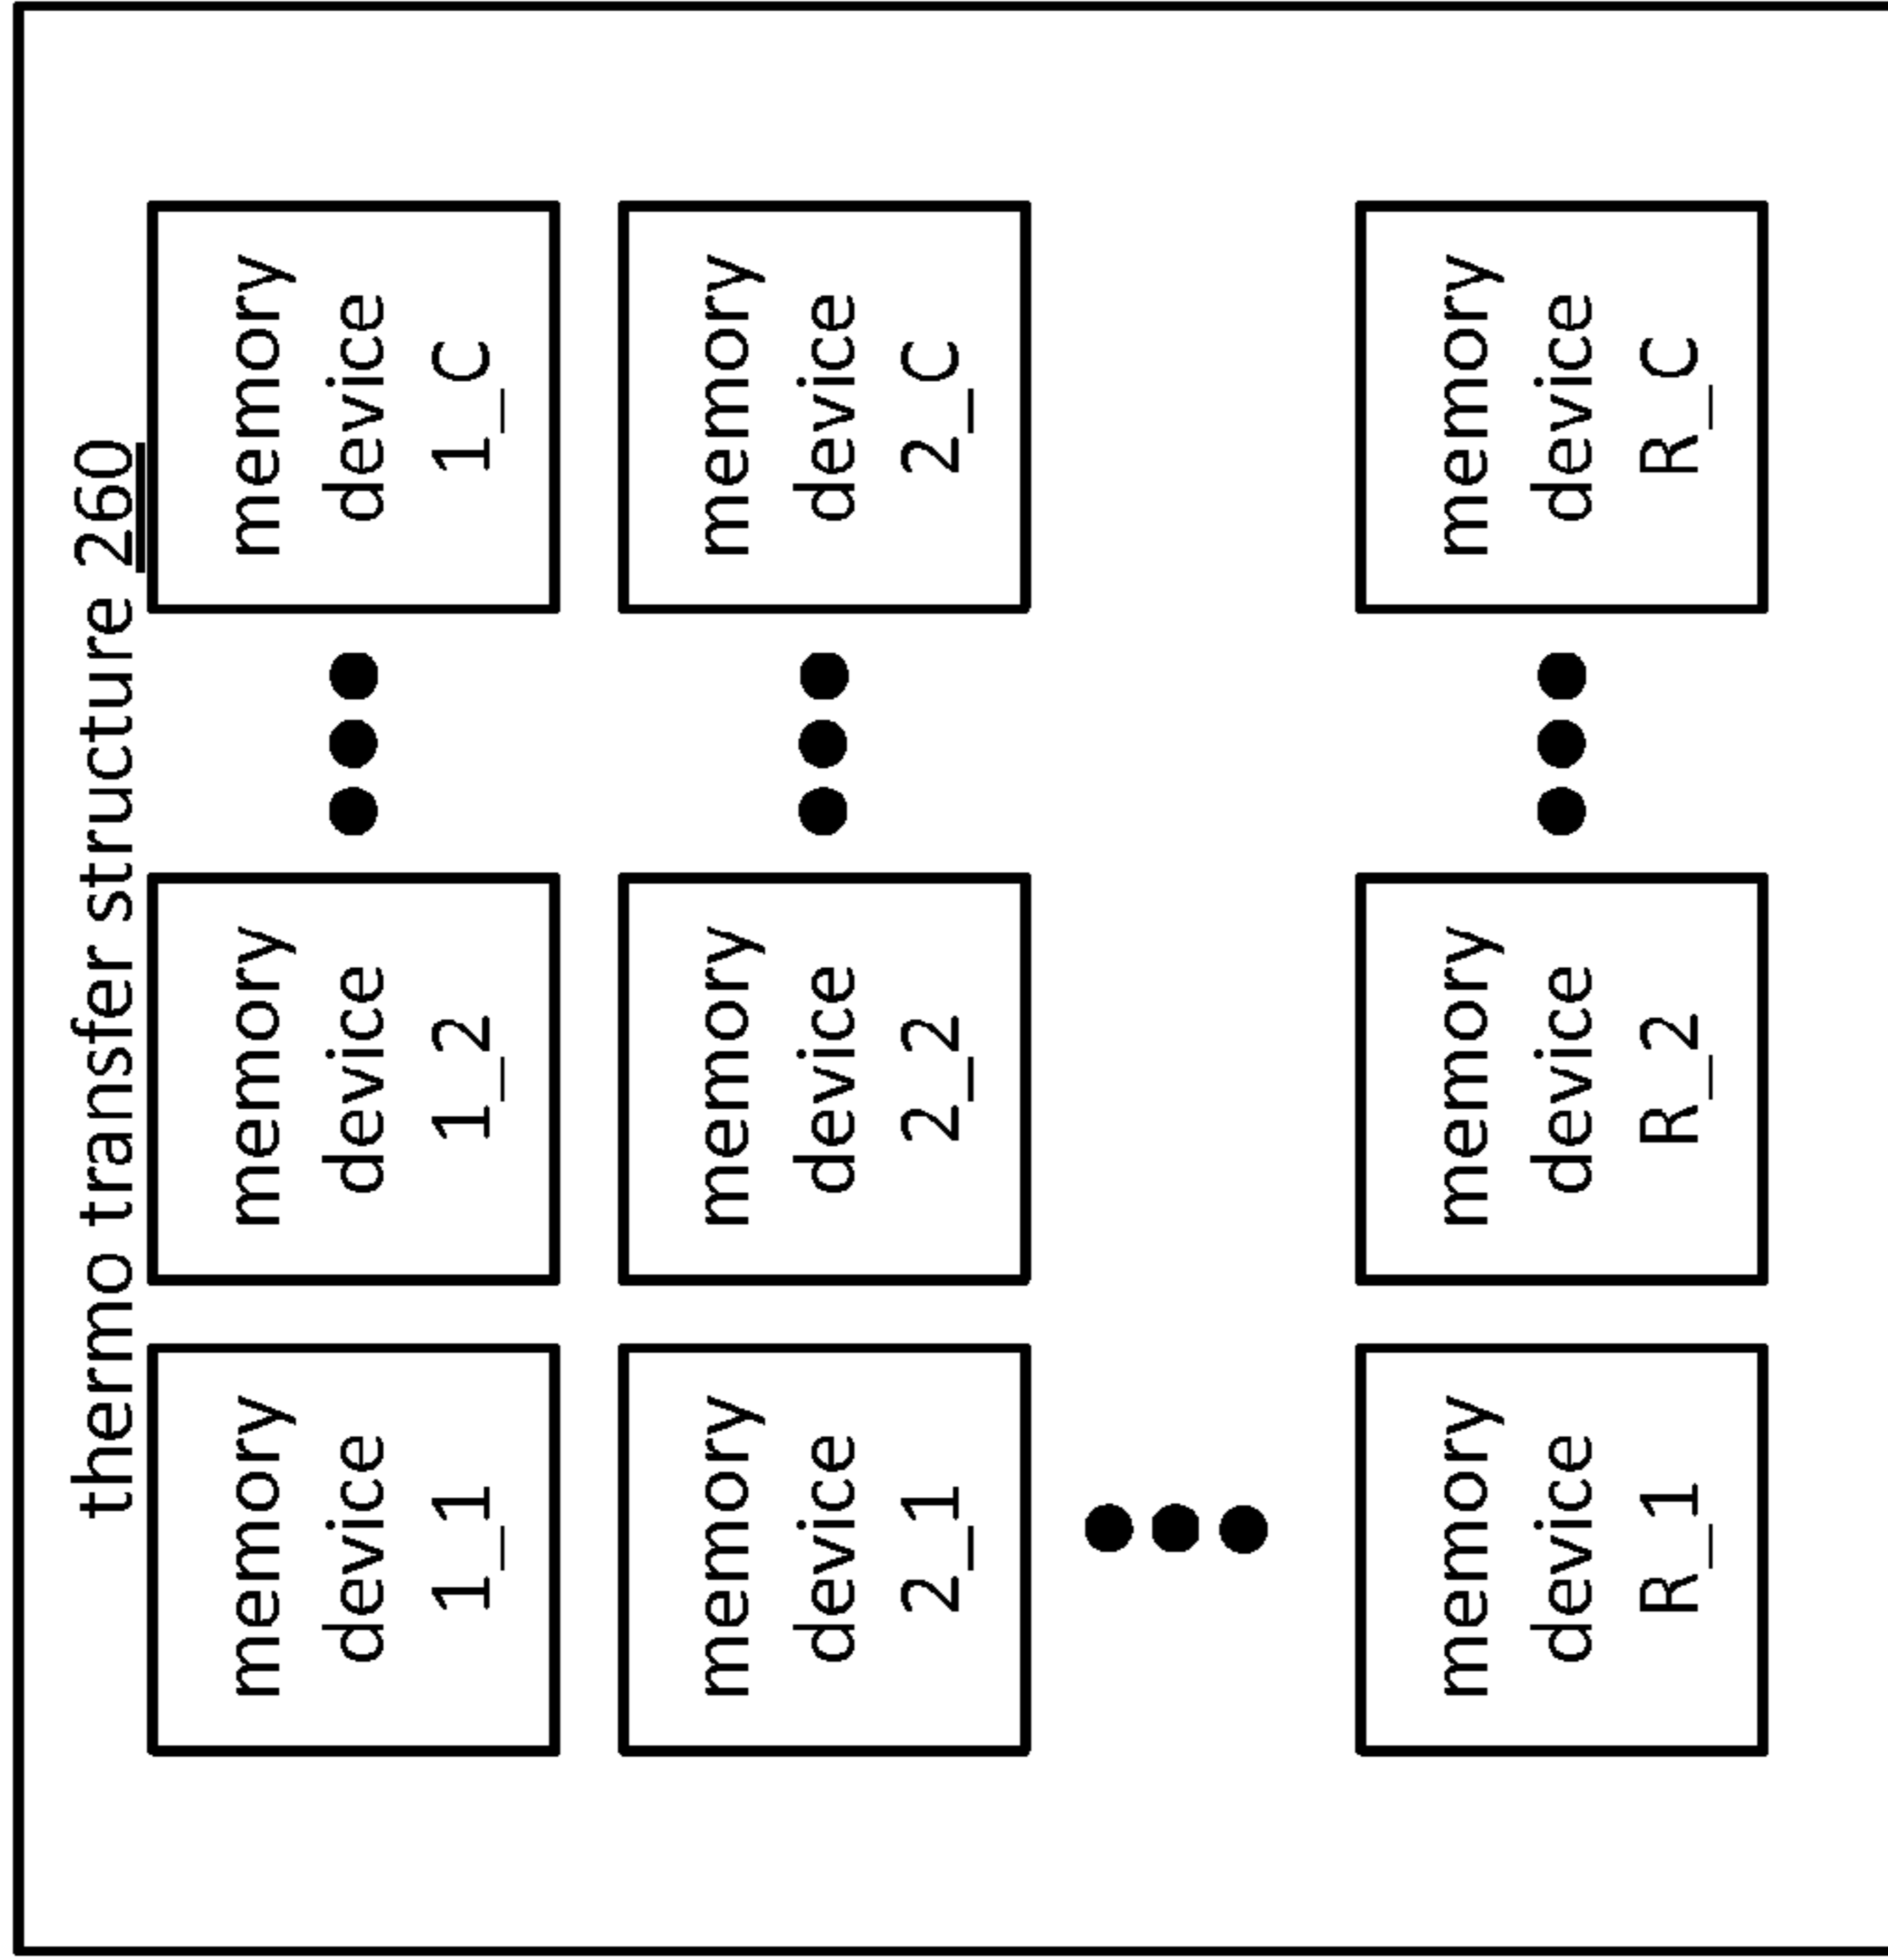 thermo transfer structure 260
memory
device
1_1
memory
device
1_2
memory
device
1_C
memory
device
2_1
memory
device
2_2
memory
device
2_C
memory
device
R_1
memory
device
R_2
memory
device
R_C